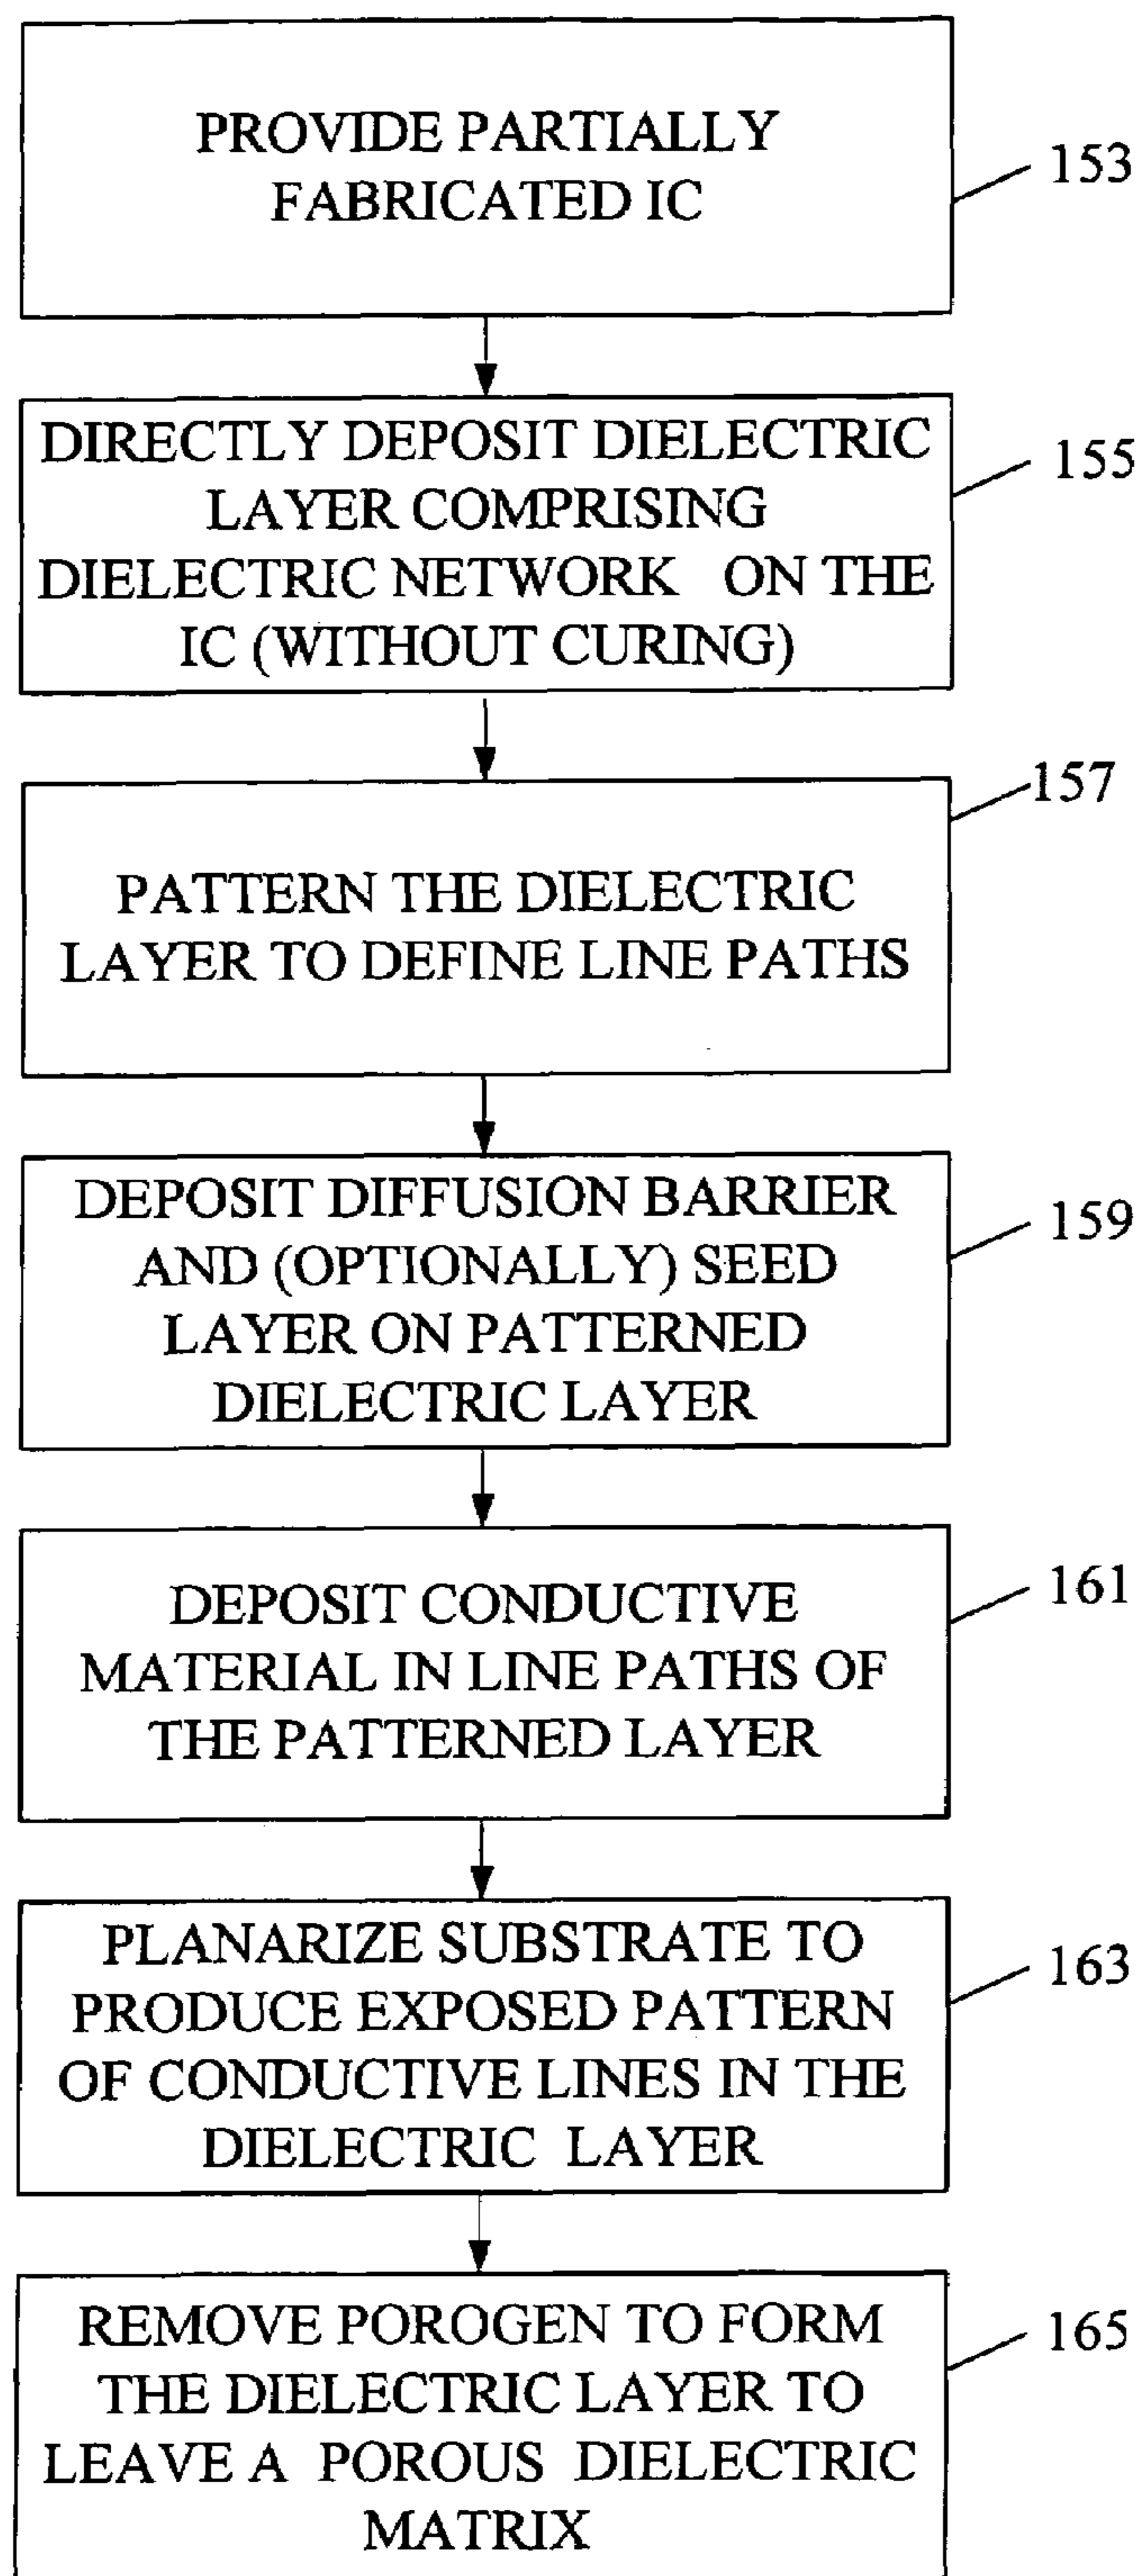 PROVIDE PARTIALLY
FABRICATED IC
153
DIRECTLY DEPOSIT DIELECTRIC
LAYER COMPRISING
DIELECTRIC NETWORK ON THE
IC (WITHOUT CURING)
155
PATTERN THE DIELECTRIC
LAYER TO DEFINE LINE PATHS
157
DEPOSIT DIFFUSION BARRIER
AND (OPTIONALLY) SEED
LAYER ON PATTERNED
DIELECTRIC LAYER
159
DEPOSIT CONDUCTIVE
MATERIAL IN LINE PATHS OF
THE PATTERNED LAYER
161
PLANARIZE SUBSTRATE TO
PRODUCE EXPOSED PATTERN
OF CONDUCTIVE LINES IN THE
DIELECTRIC LAYER
163
REMOVE POROGEN TO FORM
THE DIELECTRIC LAYER TO
LEAVE A POROUS DIELECTRIC
MATRIX
165